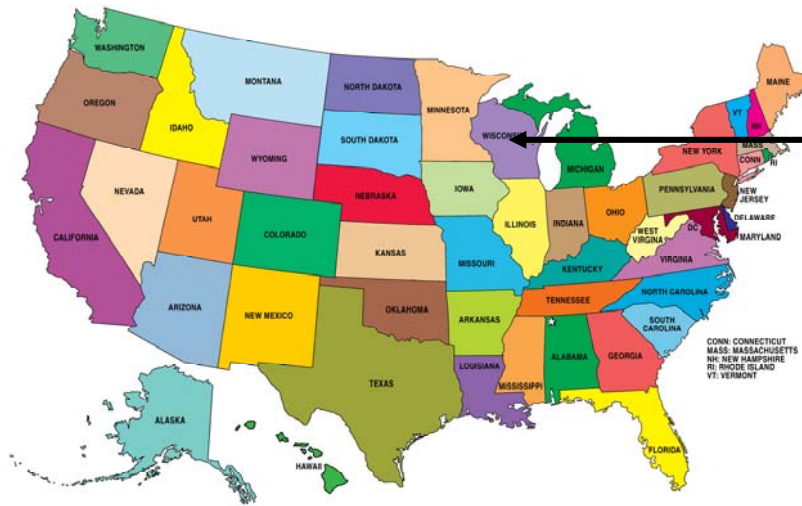 WASHINGTON
MONTANA
NORTH DAKOTA
MINNESOTA
MAINE
OREGON
IDAHO
SOUTH DAKOTA
WISCONSIN
VT
NH
MICHIGAN
NEW YORK
MASS
CONN
RI
WYOMING
NEVADA
UTAH
CALIFORNIA
COLORADO
NEBRASKA
IOWA
ILLINOIS
INDIANA
OHIO
PENNSYLVANIA
NEW
JERSEY
DELAWARE
MARYLAND
DC
WEST
VIRGINA
VIRGINIA
KANSAS
MISSOURI
KENTUCKY
NORTH CAROLINA
TENNESSEE
SOUTH
CAROLINA
ARIZONA
NEW MEXICO
OKLAHOMA
ARKANSAS
TEXAS
LOUISIANA
MISSISSIPPI
ALABAMA
GEORGIA
FLORIDA
ALASKA
HAWAII
CONN: CONNECTICUT
MASS: MASSACHUSETTS
NH: NEW HAMPSHIRE
RI: RHODE ISLAND
VT: VERMONT